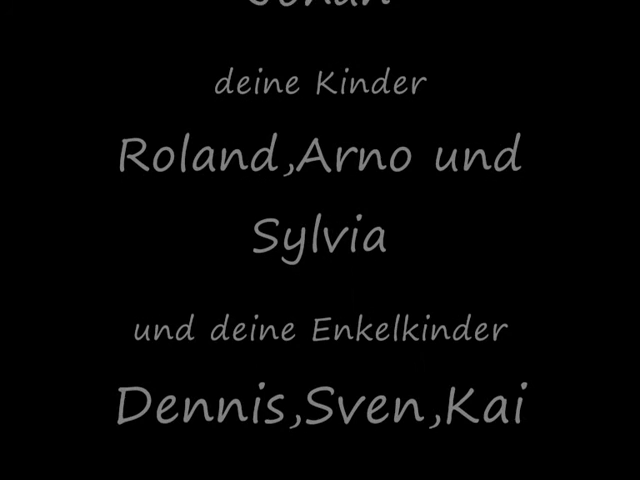 deine Kinder
Roland,Arno und
Sylvia
und deine Enkelkinder
Dennis,Sven,Kai